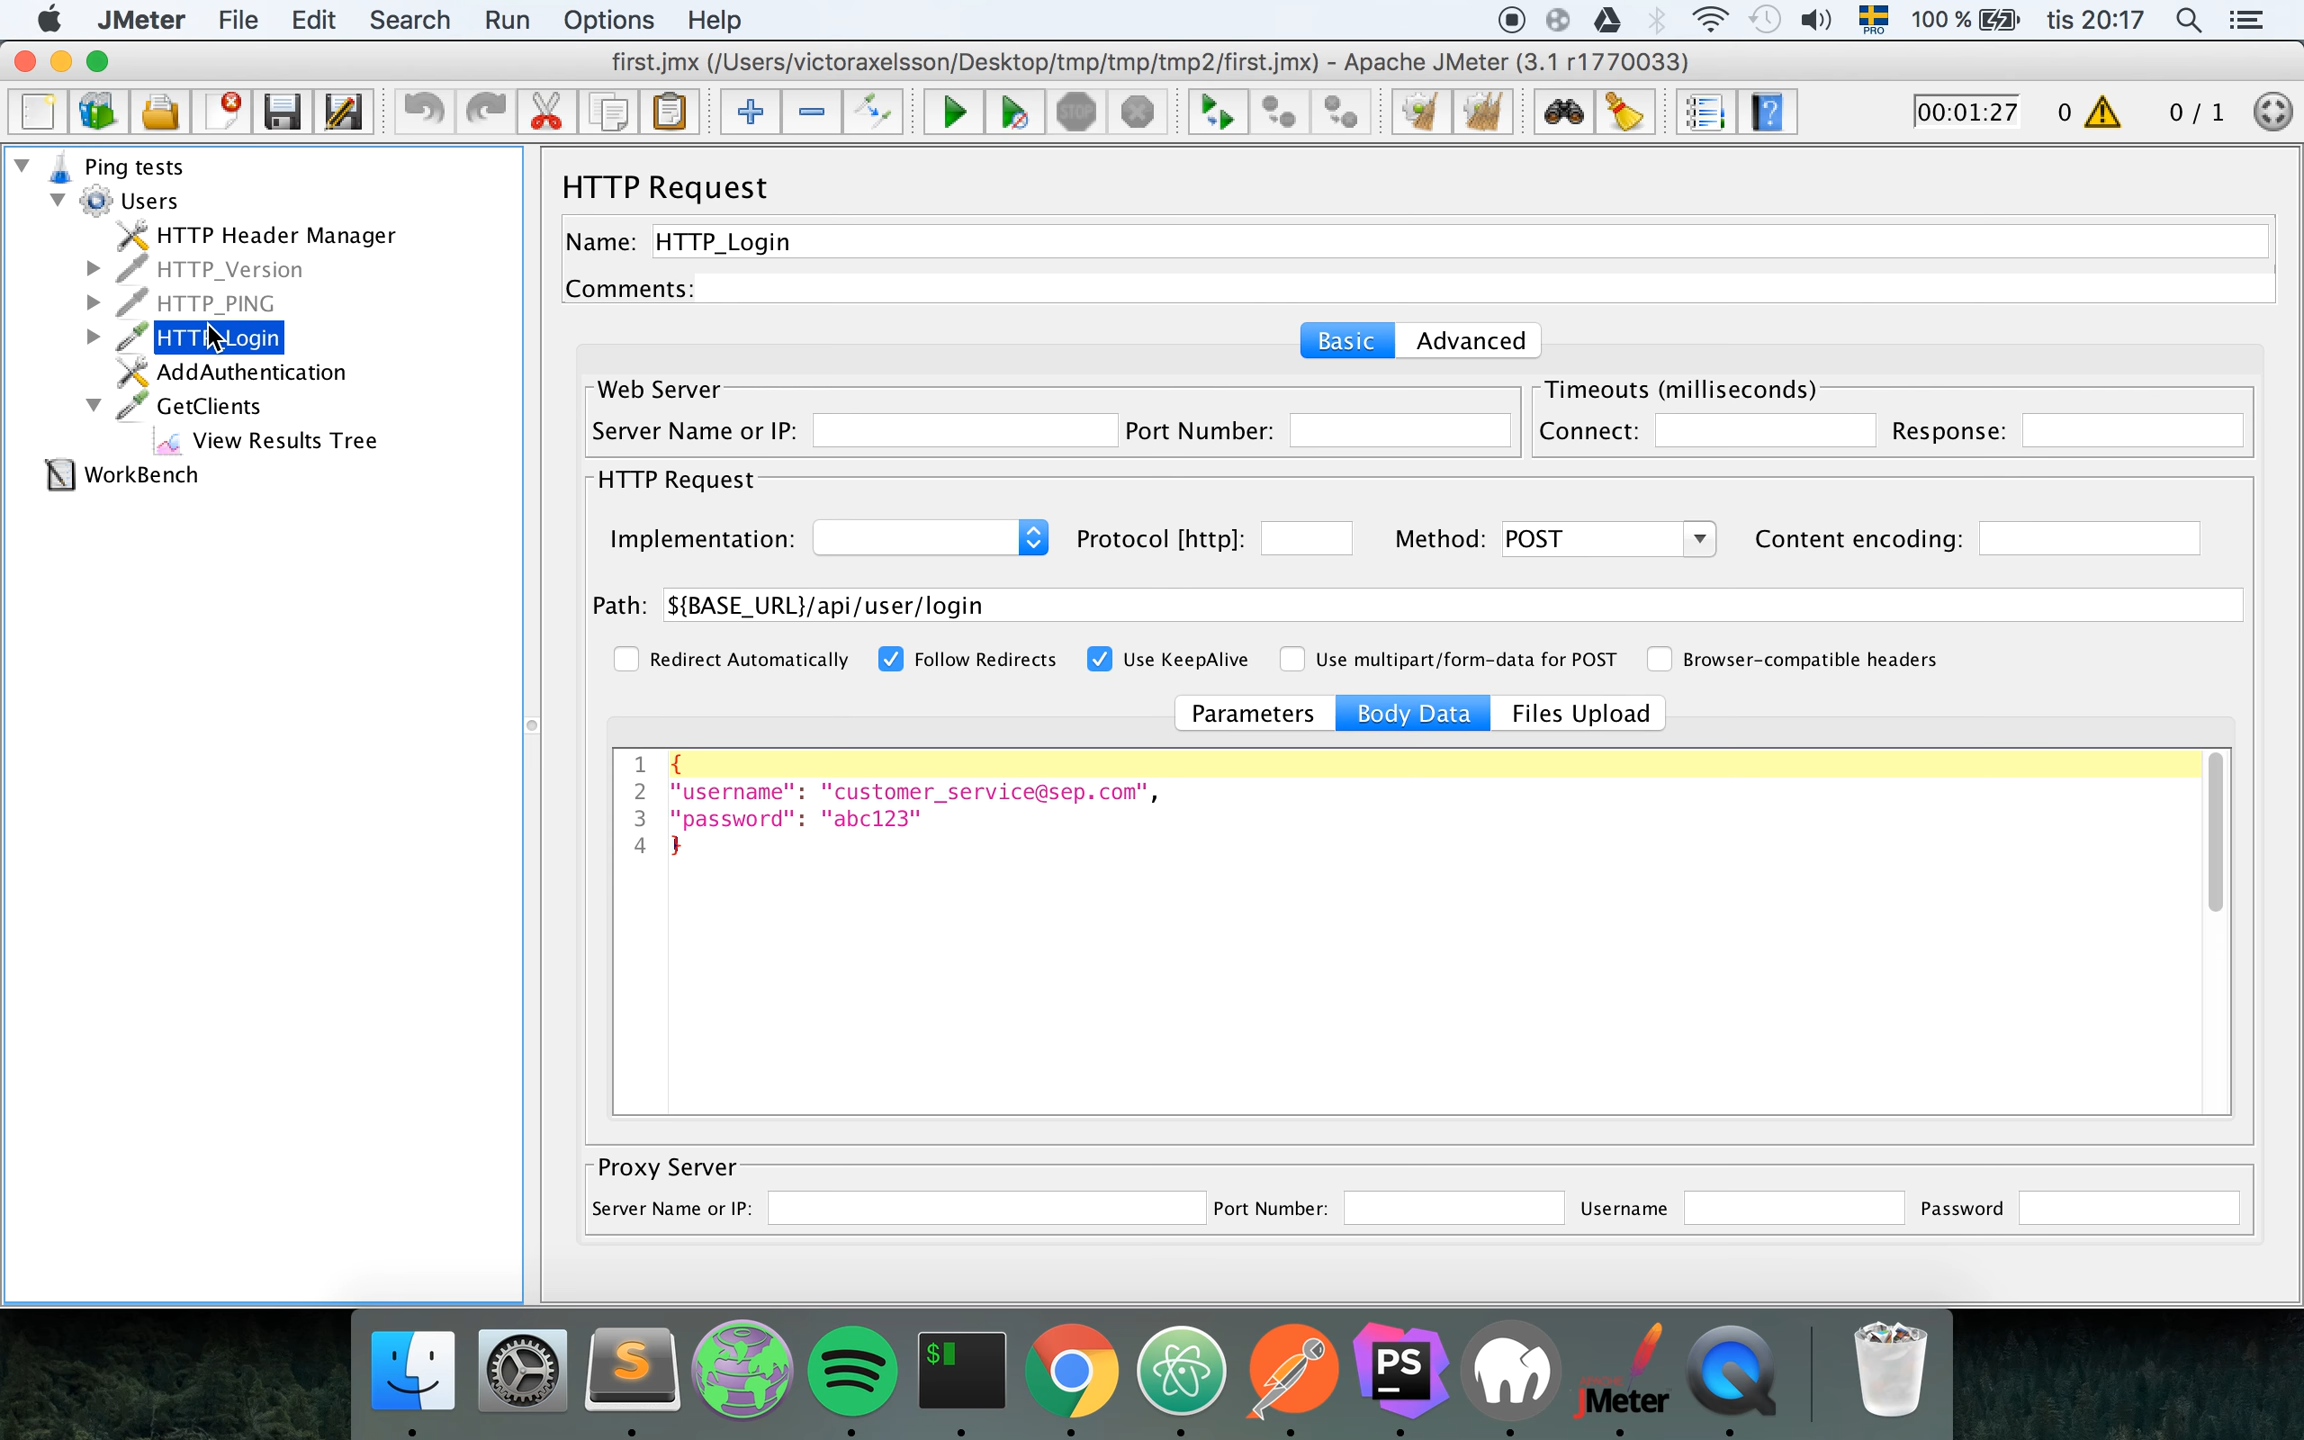 JMeter File Edit Search Run Options Help PRO 100 % tis 20:17
first.jmx (/Users/victoraxelsson/Desktop/tmp/tmp/tmp2/first.jmx) - Apache JMeter (3.1 r1770033)
STOP ? 00:01:27 0 0 / 1
Ping tests
Users
HTTP Header Manager
HTTP_Version
HTTP_PING
HTTP_Login
AddAuthentication
GetClients
View Results Tree
WorkBench
HTTP Request
Name: HTTP_Login
Comments:
Basic Advanced
Web Server Timeouts (milliseconds)
Server Name or IP: Port Number: Connect: Response:
HTTP Request
Implementation: Protocol [http]: Method: POST Content encoding:
Path: ${BASE_URL}/api/user/login
Redirect Automatically Follow Redirects Use KeepAlive Use multipart/form-data for POST Browser-compatible headers
Parameters Body Data Files Upload
1 {
2 "username": "customer_service@sep.com",
3 "password": "abc123"
4 }
Proxy Server
Server Name or IP: Port Number: Username Password
S $ PS APACHE JMeter